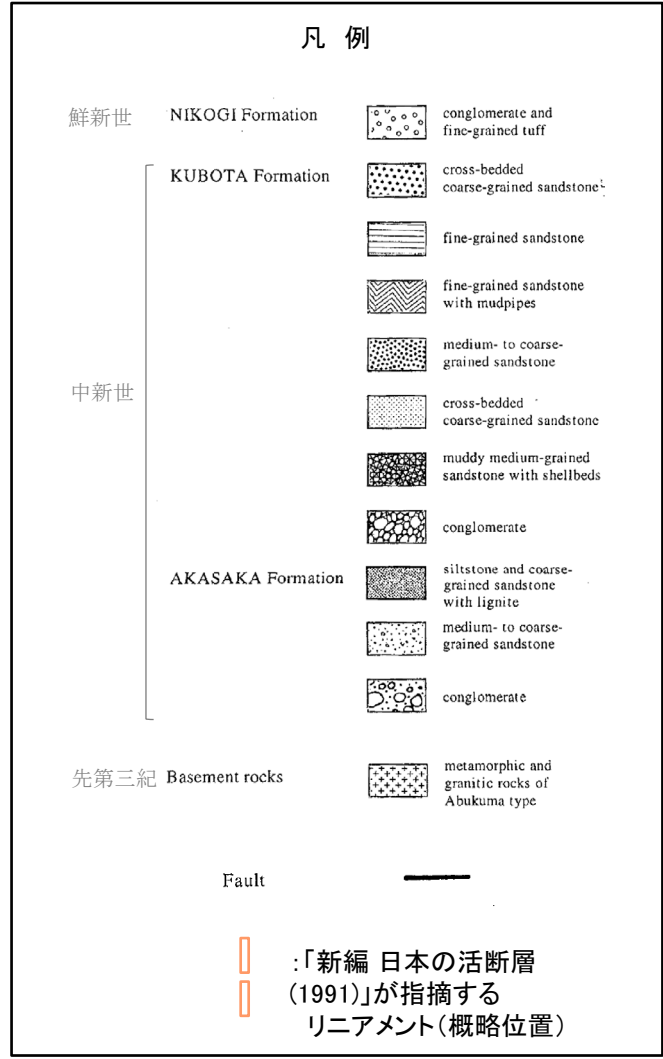 凡 例
鮮新世 NIKOGI Formation conglomerate and
fine-grained tuff
KUBOTA Formation cross-bedded
coarse-grained sandstone
fine-grained sandstone
fine-grained sandstone
with mudpipes
medium- to coarse-
grained sandstone
中新世
cross-bedded
coarse-grained sandstone
muddy medium-grained
sandstone with shellbeds
conglomerate
AKASAKA Formation siltstone and coarse-
grained sandstone
with lignite
medium- to coarse-
grained sandstone
conglomerate
先第三紀 Basement rocks metamorphic and
granitic rocks of
Abukuma type
Fault
:「新編 日本の活断層
(1991)」が指摘する
リニアメント(概略位置)